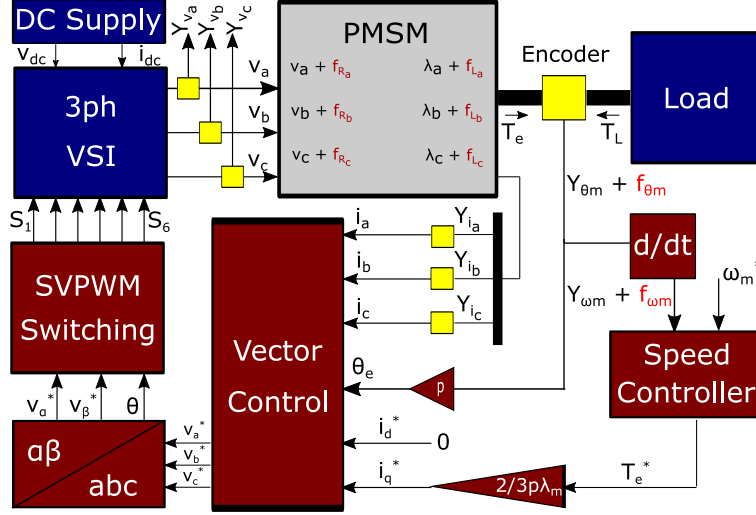 DC Supply
v_dc i_dc
Y_va
Y_vb
Y_vc
3ph
VSI
v_a
v_b
v_c
PMSM
v_a + f_Ra λ_a + f_La
v_b + f_Rb λ_b + f_Lb
v_c + f_Rc λ_c + f_Lc
Encoder
T_e
T_L
Load
S_1 S_6
SVPWM
Switching
v_α^* v_β^* θ
αβ
abc
v_a^*
v_b^*
v_c^*
Vector
Control
i_a Y_ia
i_b Y_ib
i_c Y_ic
θ_e p
i_d^* 0
i_q^* 2/3pλ_m T_e^*
Y_θm + f_θm
d/dt
Y_ωm + f_ωm
ω_m^*
Speed
Controller